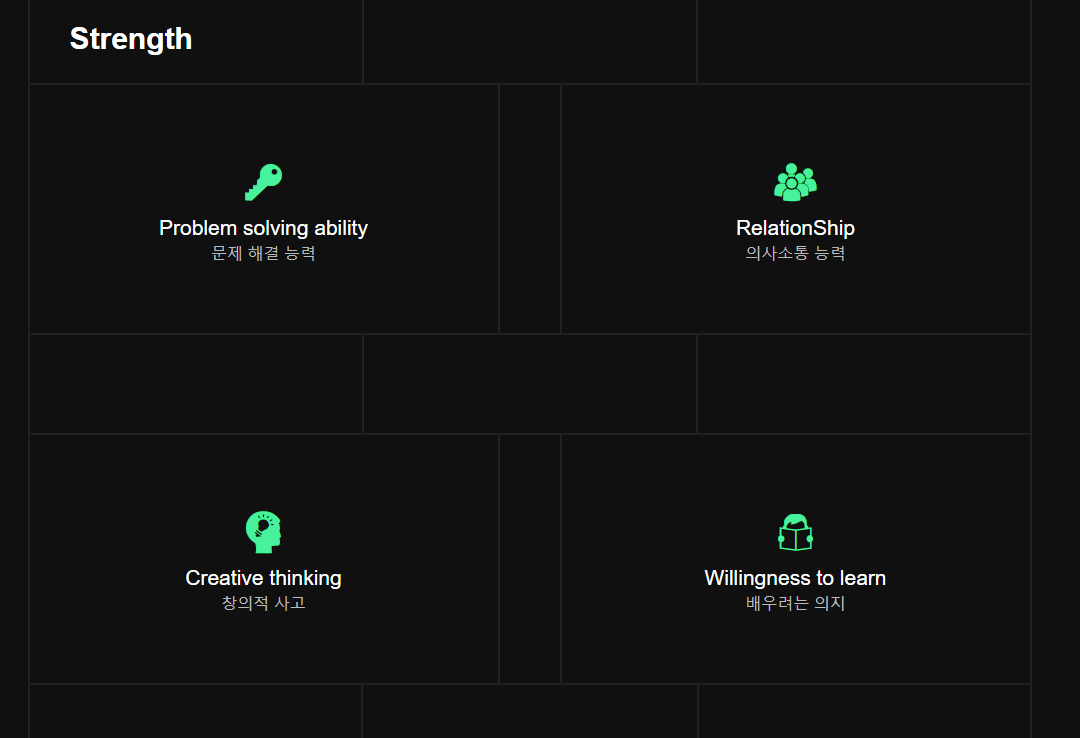 Strength
Problem solving ability
문제 해결 능력
RelationShip
의사소통 능력
Creative thinking
창의적 사고
Willingness to learn
배우려는 의지